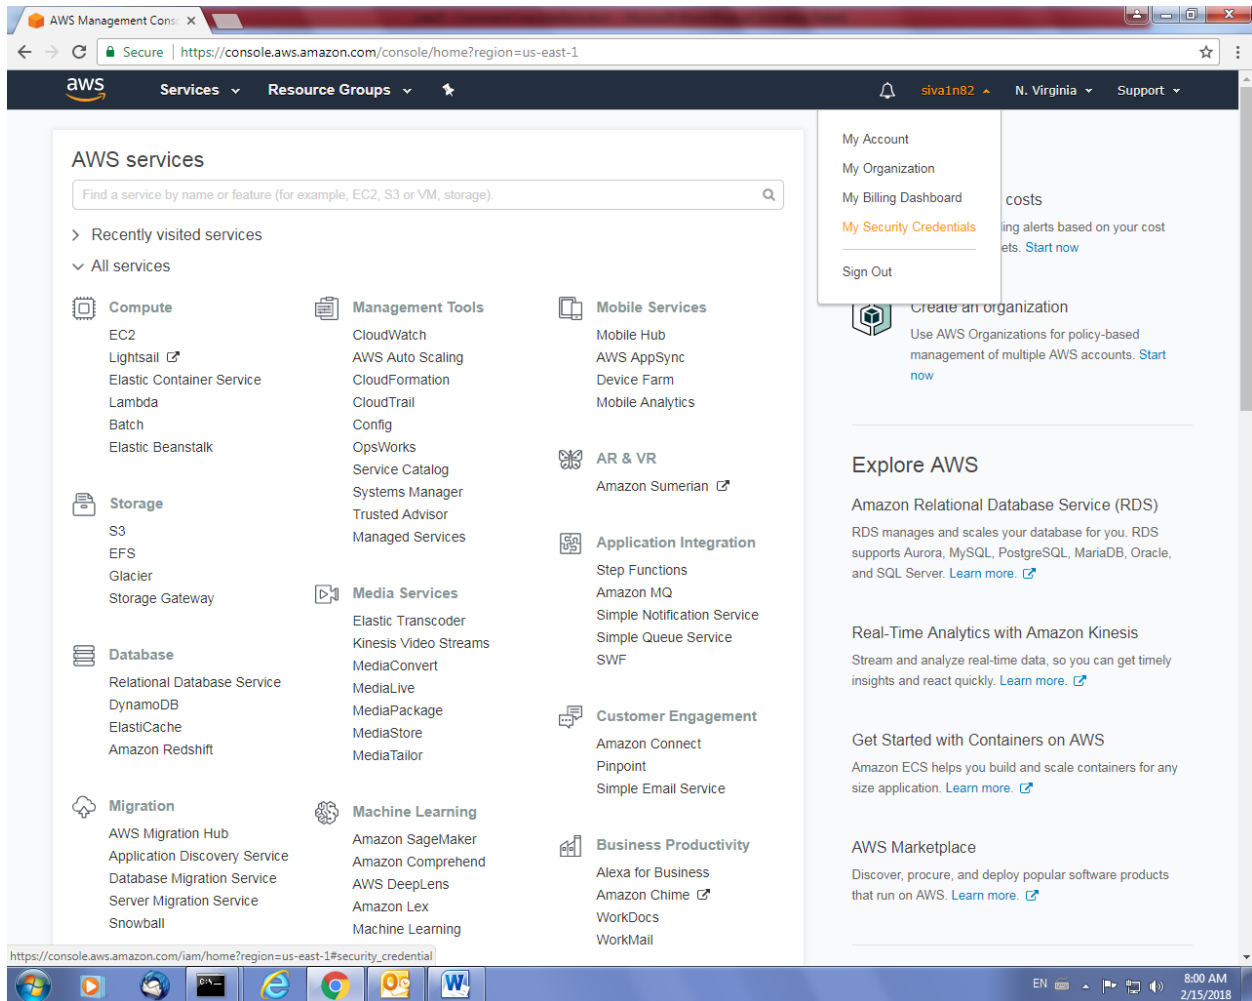 AWS Management Cons
Secure | https://console.aws.amazon.com/console/home?region=us-east-1
aws
Services
Resource Groups
siva1n82
N. Virginia
Support
My Account
My Organization
My Billing Dashboard
My Security Credentials
Sign Out
AWS services
Find a service by name or feature (for example, EC2, S3 or VM, storage).
Recently visited services
All services
Compute
EC2
Lightsail
Elastic Container Service
Lambda
Batch
Elastic Beanstalk
Storage
S3
EFS
Glacier
Storage Gateway
Database
Relational Database Service
DynamoDB
ElastiCache
Amazon Redshift
Migration
AWS Migration Hub
Application Discovery Service
Database Migration Service
Server Migration Service
Snowball
Management Tools
CloudWatch
AWS Auto Scaling
CloudFormation
CloudTrail
Config
OpsWorks
Service Catalog
Systems Manager
Trusted Advisor
Managed Services
Media Services
Elastic Transcoder
Kinesis Video Streams
MediaConvert
MediaLive
MediaPackage
MediaStore
MediaTailor
Machine Learning
Amazon SageMaker
Amazon Comprehend
AWS DeepLens
Amazon Lex
Machine Learning
Mobile Services
Mobile Hub
AWS AppSync
Device Farm
Mobile Analytics
AR & VR
Amazon Sumerian
Application Integration
Step Functions
Amazon MQ
Simple Notification Service
Simple Queue Service
SWF
Customer Engagement
Amazon Connect
Pinpoint
Simple Email Service
Business Productivity
Alexa for Business
Amazon Chime
WorkDocs
WorkMail
costs
ing alerts based on your cost
ets. Start now
Create an organization
Use AWS Organizations for policy-based
management of multiple AWS accounts. Start
now
Explore AWS
Amazon Relational Database Service (RDS)
RDS manages and scales your database for you. RDS
supports Aurora, MySQL, PostgreSQL, MariaDB, Oracle,
and SQL Server. Learn more.
Real-Time Analytics with Amazon Kinesis
Stream and analyze real-time data, so you can get timely
insights and react quickly. Learn more.
Get Started with Containers on AWS
Amazon ECS helps you build and scale containers for any
size application. Learn more.
AWS Marketplace
Discover, procure, and deploy popular software products
that run on AWS. Learn more.
https://console.aws.amazon.com/iam/home?region=us-east-1#security_credential
EN
8:00 AM
2/15/2018